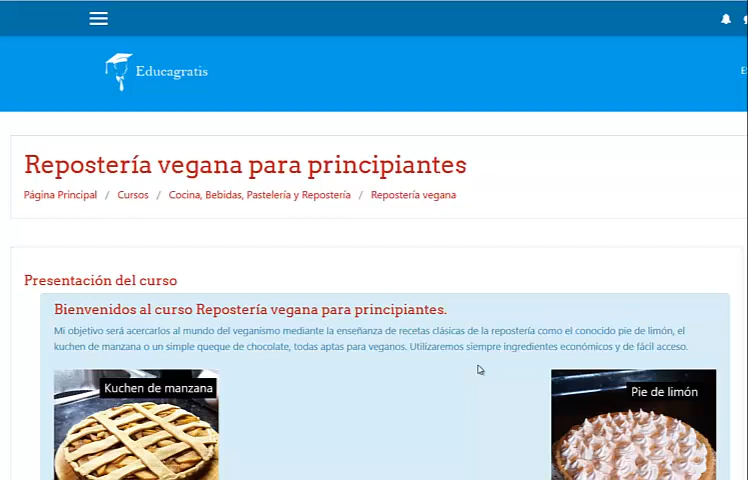 Educagratis
Repostería vegana para principiantes
Página Principal / Cursos / Cocina, Bebidas, Pastelería y Repostería / Repostería vegana
Presentación del curso
Bienvenidos al curso Repostería vegana para principiantes.
Mi objetivo será acercarlos al mundo del veganismo mediante la enseñanza de recetas clásicas de la repostería como el conocido pie de limón, el
kuchen de manzana o un simple queque de chocolate, todas aptas para veganos. Utilizaremos siempre ingredientes económicos y de fácil acceso.
Kuchen de manzana
Pie de limón